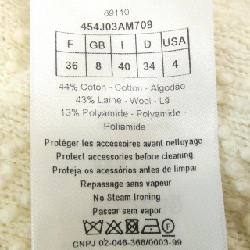 89110
454J03AM709
F GB I D USA
36 8 40 34 4
44% Coton - Cotton - Algodão
43% Laine - Wool - Lã
13% Polyamide - Polyamide -
Poliamide
Protéger les accessoires avant nettoyage
Protect accessories before cleaning
Proteja os acessórios antes de limpar
Repassage sans vapeur
No Steam Ironing
Passar sem vapor
CNPJ 02-046-368/0003-99